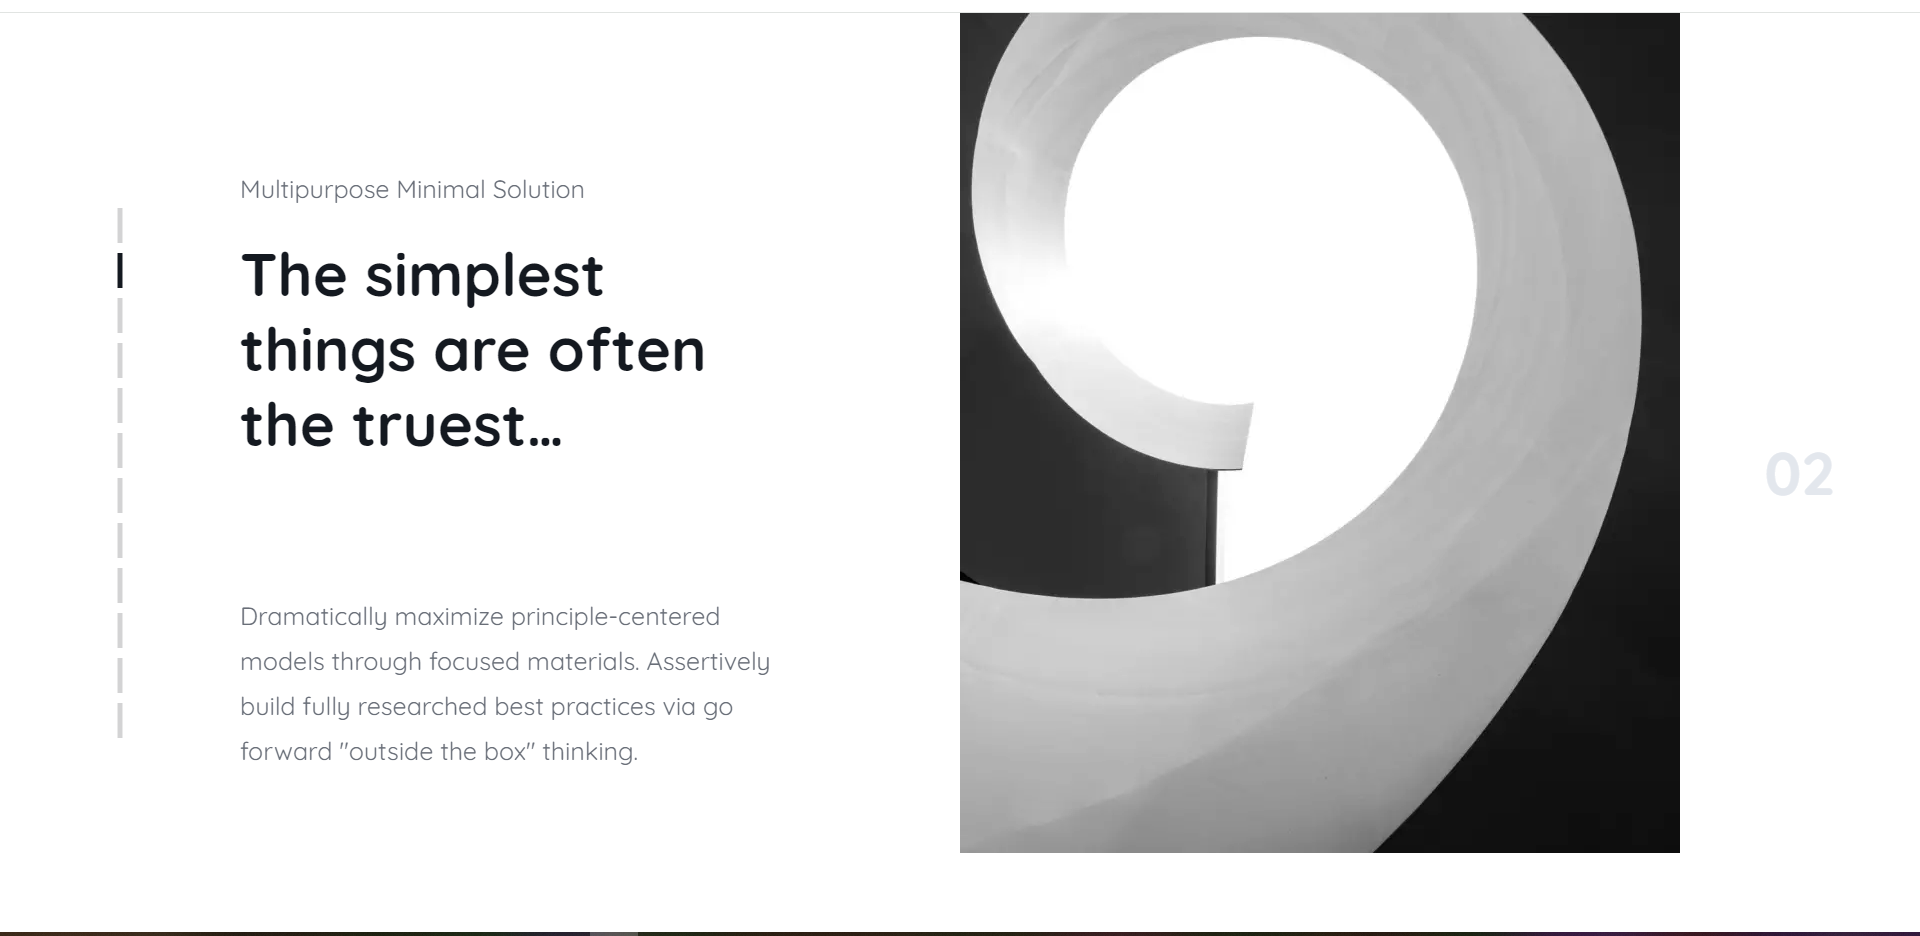 Multipurpose Minimal Solution
The simplest
things are often
the truest...
Dramatically maximize principle-centered
models through focused materials. Assertively
build fully researched best practices via go
forward "outside the box" thinking.
02